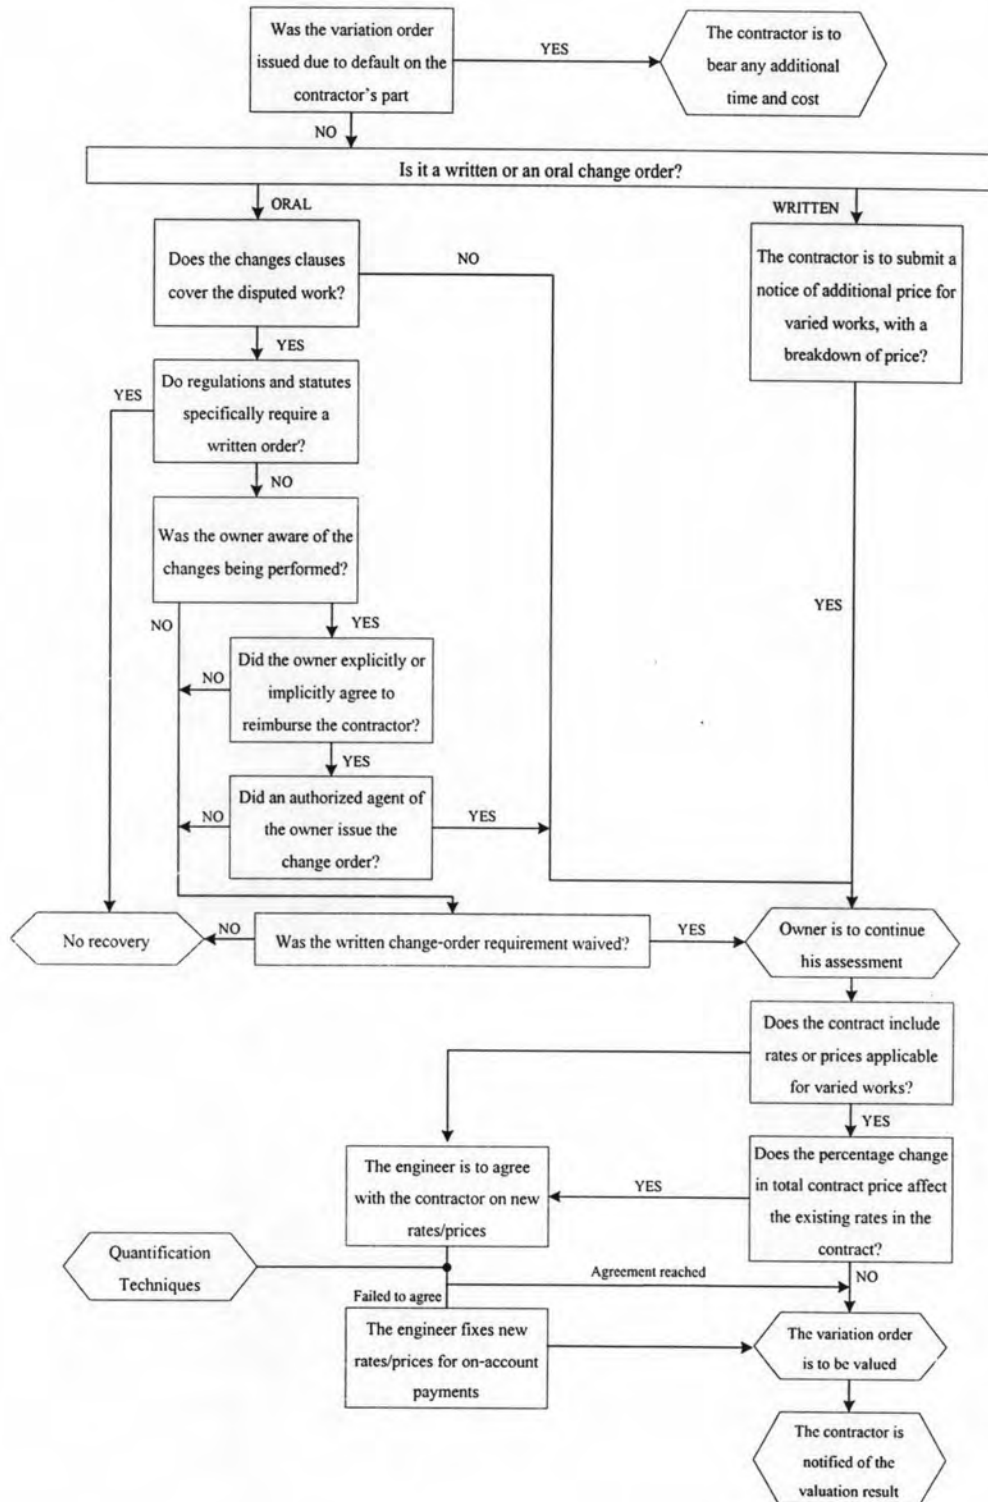 Was the variation order
issued due to default on the
contractor's part
YES
The contractor is to
bear any additional
time and cost
NO
Is it a written or an oral change order?
ORAL
WRITTEN
Does the changes clauses
cover the disputed work?
NO
The contractor is to submit a
notice of additional price for
varied works, with a
breakdown of price?
YES
YES
Do regulations and statutes
specifically require a
written order?
NO
Was the owner aware of the
changes being performed?
YES
NO
YES
Did the owner explicitly or
implicitly agree to
reimburse the contractor?
NO
YES
Did an authorized agent of
the owner issue the
change order?
NO
YES
No recovery
NO
Was the written change-order requirement waived?
YES
Owner is to continue
his assessment
Does the contract include
rates or prices applicable
for varied works?
YES
The engineer is to agree
with the contractor on new
rates/prices
YES
Does the percentage change
in total contract price affect
the existing rates in the
contract?
Quantification
Techniques
Agreement reached
NO
Failed to agree
The engineer fixes new
rates/prices for on-account
payments
The variation order
is to be valued
The contractor is
notified of the
valuation result